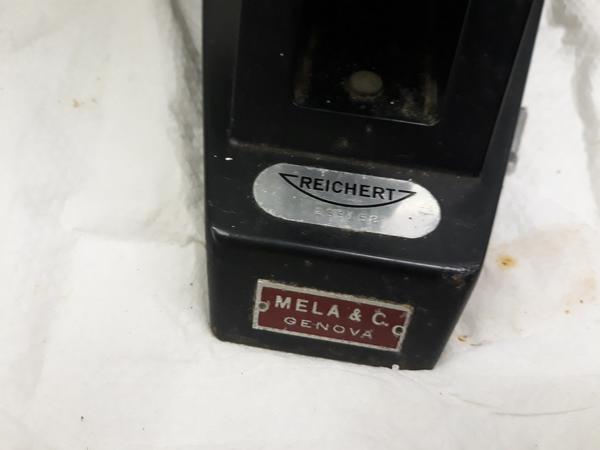 REICHERT
MELA & C.
GENOVA